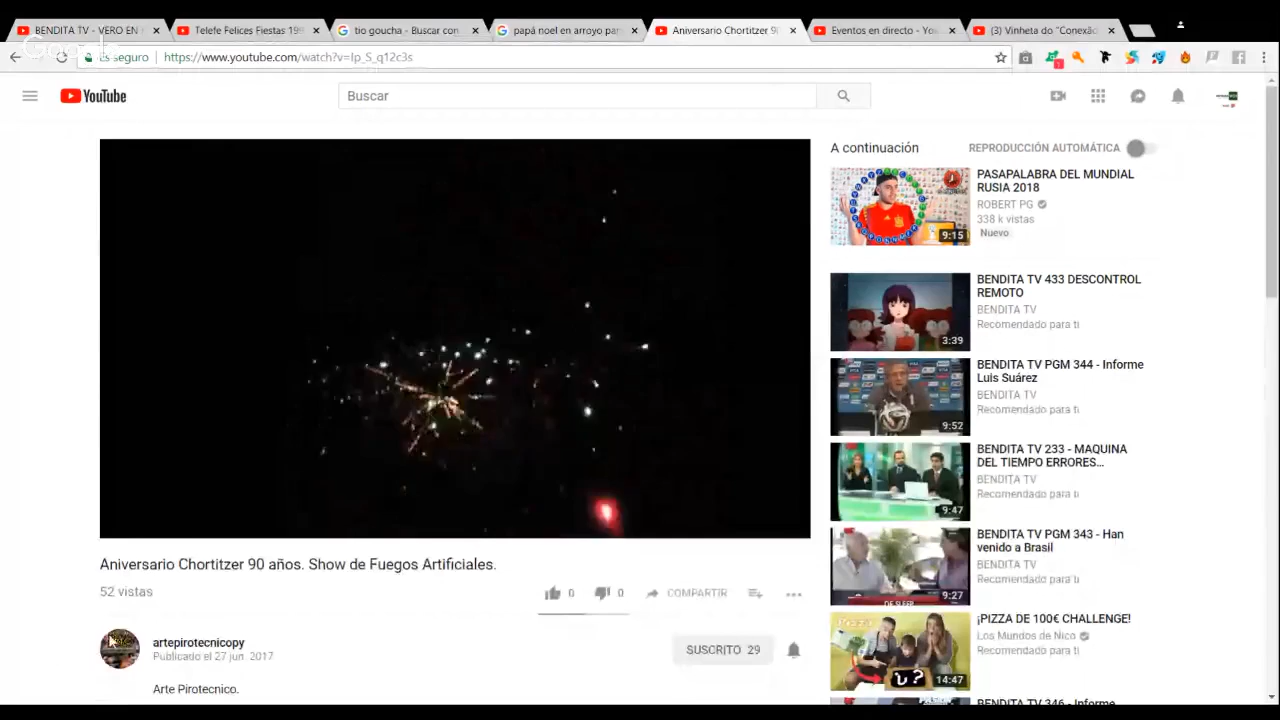 BENDITA TV - VERO EN
Telefe Felices Fiestas 199
tio goucha - Buscar con
papá noel en arroyo par
Aniversario Chortitzer 90
Eventos en directo - You
(3) Vinheta do "Conexão
Es seguro
https://www.youtube.com/watch?v=Ip_S_q12c3s
YouTube
Buscar
A continuación
REPRODUCCIÓN AUTOMÁTICA
PASAPALABRA DEL MUNDIAL
RUSIA 2018
ROBERT PG
338 k vistas
Nuevo
9:15
BENDITA TV 433 DESCONTROL
REMOTO
BENDITA TV
Recomendado para ti
3:39
BENDITA TV PGM 344 - Informe
Luis Suárez
BENDITA TV
Recomendado para ti
9:52
BENDITA TV 233 - MAQUINA
DEL TIEMPO ERRORES...
BENDITA TV
Recomendado para ti
9:47
BENDITA TV PGM 343 - Han
venido a Brasil
BENDITA TV
Recomendado para ti
9:27
¡PIZZA DE 100€ CHALLENGE!
Los Mundos de Nico
Recomendado para ti
14:47
BENDITA TV 346 - Informe
Aniversario Chortitzer 90 años. Show de Fuegos Artificiales.
52 vistas
0
0
COMPARTIR
artepirotecnicopy
Publicado el 27 jun. 2017
SUSCRITO 29
Arte Pirotecnico.